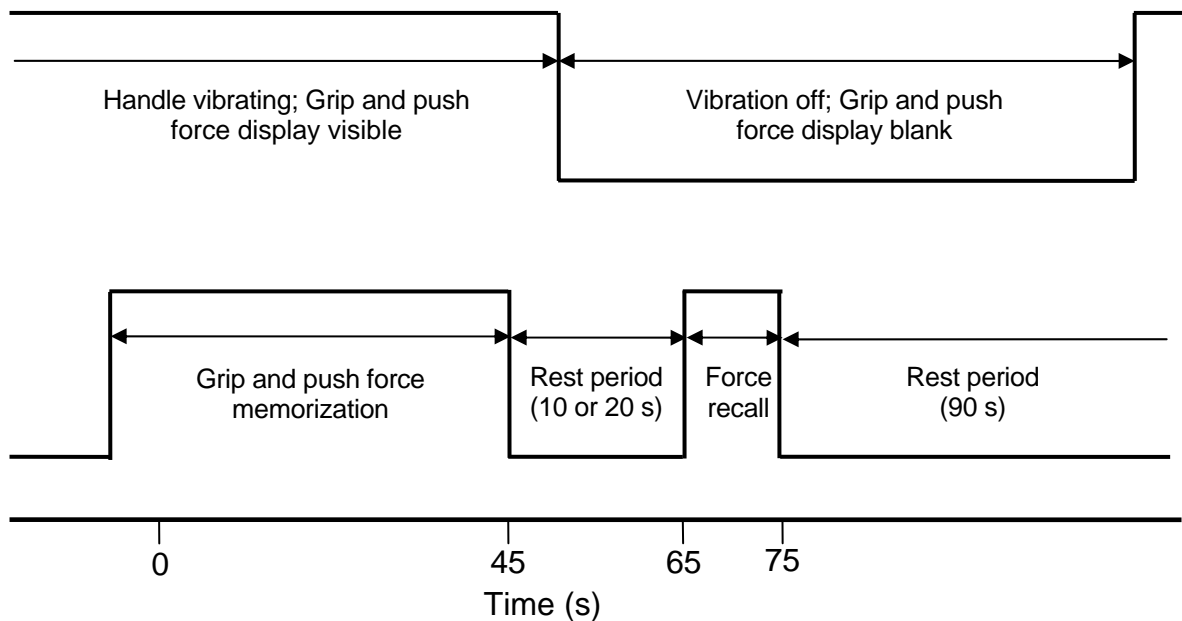 Handle vibrating; Grip and push
force display visible
Vibration off; Grip and push
force display blank
Grip and push force
memorization
Rest period
(10 or 20 s)
Force
recall
Rest period
(90 s)
0
45
65
75
Time (s)